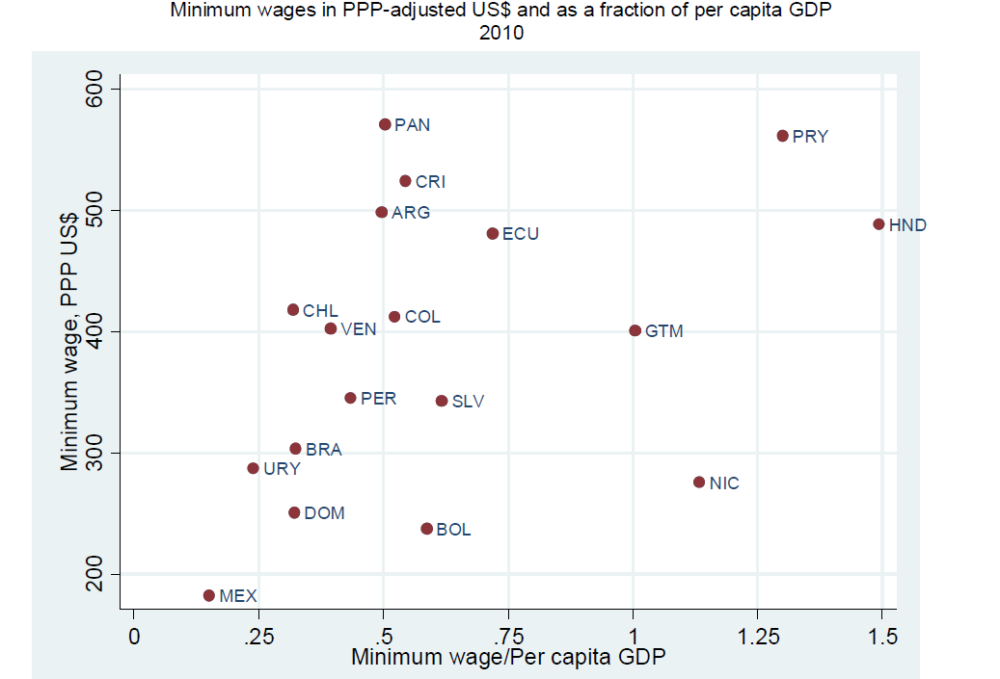 Minimum wages in PPP-adjusted US$ and as a fraction of per capita GDP
2010
600
PAN
PRY
CRI
500
ARG
HND
ECU
CHL
COL
VEN
400
GTM
PER
SLV
BRA
300
URY
NIC
DOM
BOL
200
MEX
Minimum wage, PPP US$
0 .25 .5 .75 1 1.25 1.5
Minimum wage/Per capita GDP